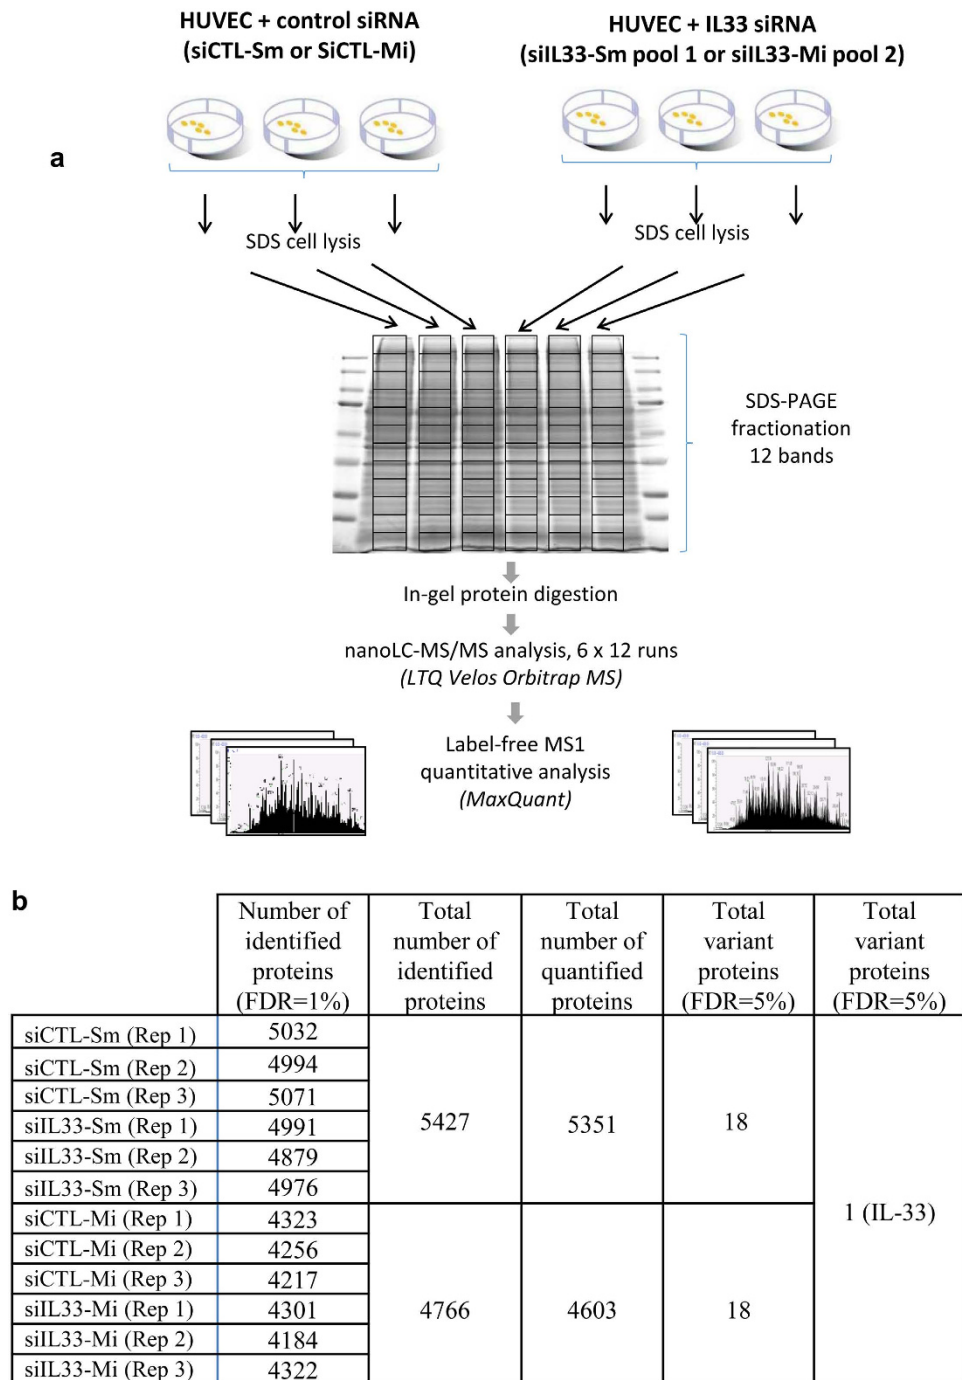 HUVEC + control siRNA
(siCTL-Sm or SiCTL-Mi)
HUVEC + IL33 siRNA
(siIL33-Sm pool 1 or siIL33-Mi pool 2)
a
SDS cell lysis
SDS cell lysis
SDS-PAGE
fractionation
12 bands
In-gel protein digestion
nanoLC-MS/MS analysis, 6 x 12 runs
(LTQ Velos Orbitrap MS)
Label-free MS1
quantitative analysis
(MaxQuant)
b
Number of identified proteins (FDR=1%) Total number of identified proteins Total number of quantified proteins Total variant proteins (FDR=5%) Total variant proteins (FDR=5%)
siCTL-Sm (Rep 1) 5032
siCTL-Sm (Rep 2) 4994
siCTL-Sm (Rep 3) 5071
siIL33-Sm (Rep 1) 4991 5427 5351 18
siIL33-Sm (Rep 2) 4879
siIL33-Sm (Rep 3) 4976
siCTL-Mi (Rep 1) 4323 1 (IL-33)
siCTL-Mi (Rep 2) 4256
siCTL-Mi (Rep 3) 4217
siIL33-Mi (Rep 1) 4301 4766 4603 18
siIL33-Mi (Rep 2) 4184
siIL33-Mi (Rep 3) 4322